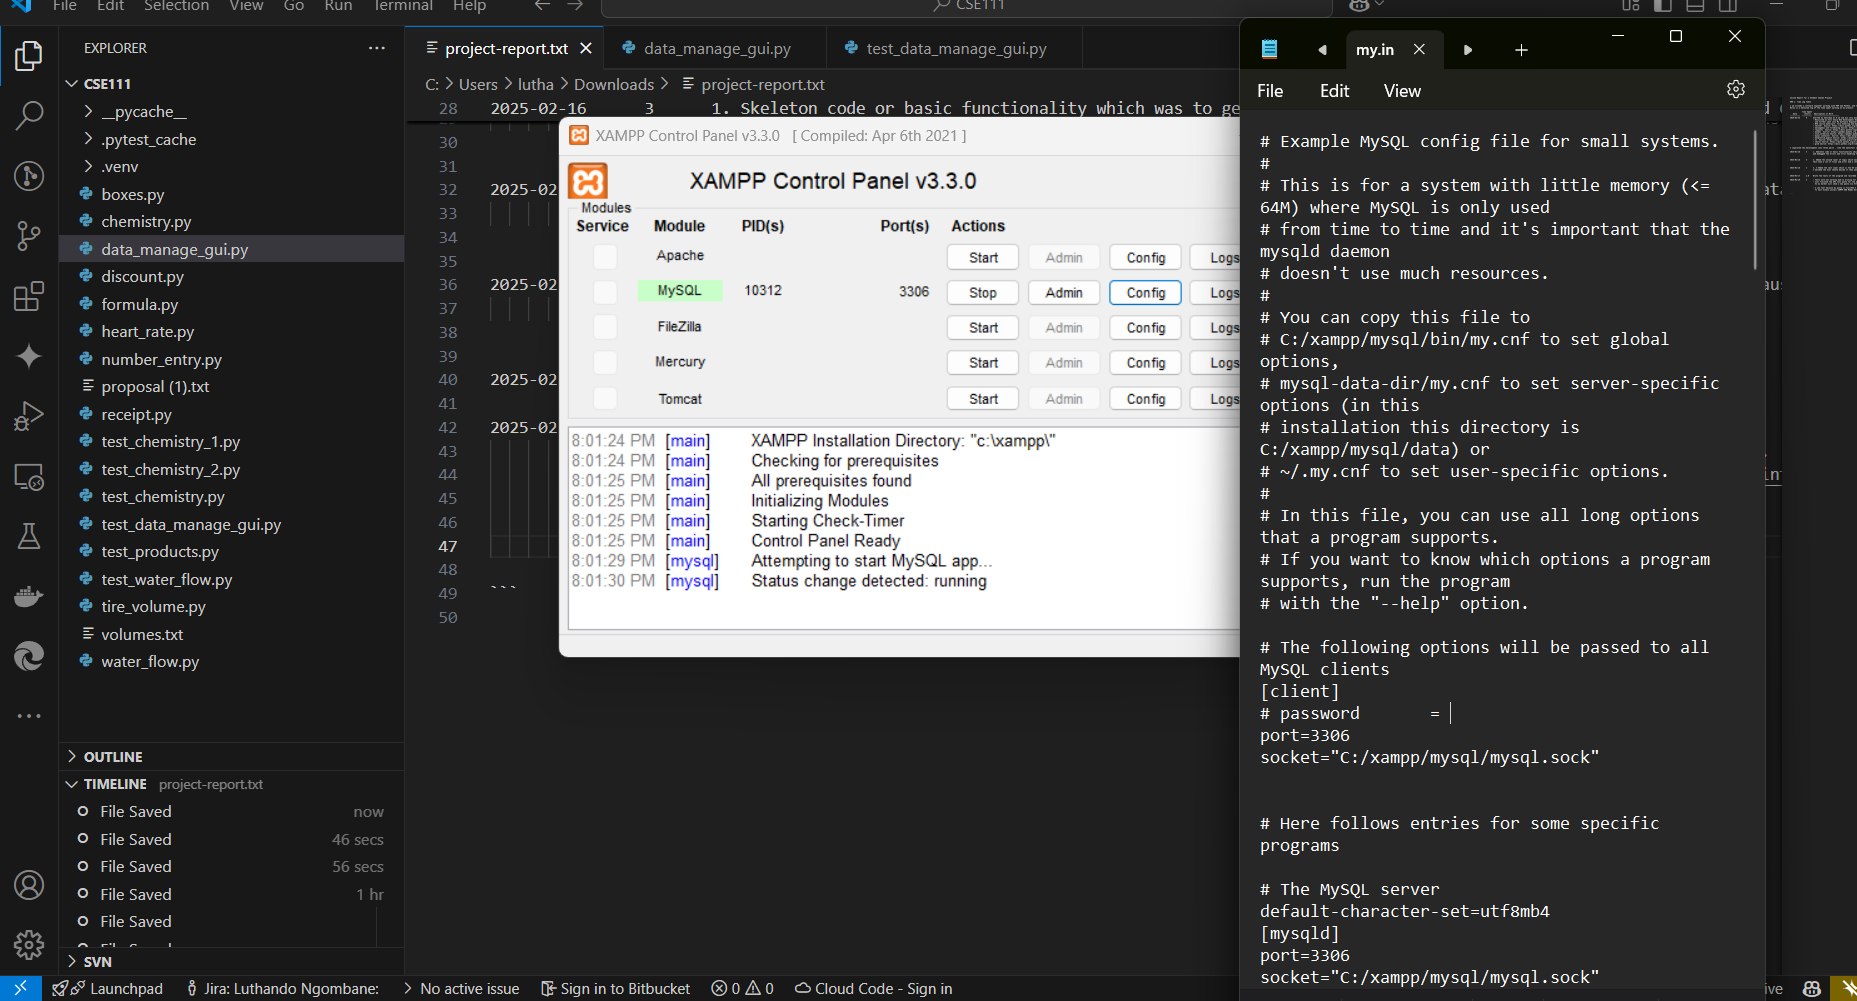 File Edit Selection View Go Run Terminal Help
CSE111
EXPLORER
CSE111
__pycache__
.pytest_cache
.venv
boxes.py
chemistry.py
data_manage_gui.py
discount.py
formula.py
heart_rate.py
number_entry.py
proposal (1).txt
receipt.py
test_chemistry_1.py
test_chemistry_2.py
test_chemistry.py
test_data_manage_gui.py
test_products.py
test_water_flow.py
tire_volume.py
volumes.txt
water_flow.py
OUTLINE
TIMELINE project-report.txt
File Saved now
File Saved 46 secs
File Saved 56 secs
File Saved 1 hr
File Saved
SVN
project-report.txt
data_manage_gui.py
test_data_manage_gui.py
C: > Users > lutha > Downloads > project-report.txt
28 2025-02-16 3 1. Skeleton code or basic functionality which was to ge
30
31
32 2025-02
33
34
35
36 2025-02
37
38
39
40 2025-02
41
42 2025-02
43
44
45
46
47
48
49 ```
50
XAMPP Control Panel v3.3.0 [ Compiled: Apr 6th 2021 ]
XAMPP Control Panel v3.3.0
Modules
Service Module PID(s) Port(s) Actions
Apache Start Admin Config Logs
MySQL 10312 3306 Stop Admin Config Logs
FileZilla Start Admin Config Logs
Mercury Start Admin Config Logs
Tomcat Start Admin Config Logs
8:01:24 PM [main] XAMPP Installation Directory: "c:\xampp\"
8:01:24 PM [main] Checking for prerequisites
8:01:25 PM [main] All prerequisites found
8:01:25 PM [main] Initializing Modules
8:01:25 PM [main] Starting Check-Timer
8:01:25 PM [main] Control Panel Ready
8:01:29 PM [mysql] Attempting to start MySQL app...
8:01:30 PM [mysql] Status change detected: running
my.in
File Edit View
# Example MySQL config file for small systems.
#
# This is for a system with little memory (<=
64M) where MySQL is only used
# from time to time and it's important that the
mysqld daemon
# doesn't use much resources.
#
# You can copy this file to
# C:/xampp/mysql/bin/my.cnf to set global
options,
# mysql-data-dir/my.cnf to set server-specific
options (in this
# installation this directory is
C:/xampp/mysql/data) or
# ~/.my.cnf to set user-specific options.
#
# In this file, you can use all long options
that a program supports.
# If you want to know which options a program
supports, run the program
# with the "--help" option.
# The following options will be passed to all
MySQL clients
[client]
# password =
port=3306
socket="C:/xampp/mysql/mysql.sock"
# Here follows entries for some specific
programs
# The MySQL server
default-character-set=utf8mb4
[mysqld]
port=3306
socket="C:/xampp/mysql/mysql.sock"
Launchpad Jira: Luthando Ngombane: No active issue Sign in to Bitbucket 0 0 Cloud Code - Sign in